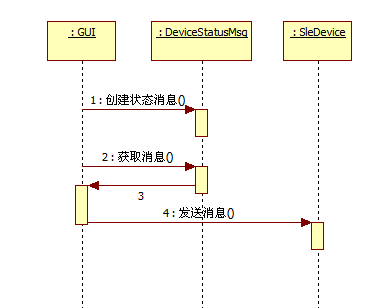 : GUI
: DeviceStatusMsg
: SleDevice
1 : 创建状态消息()
2 : 获取消息()
3
4 : 发送消息()